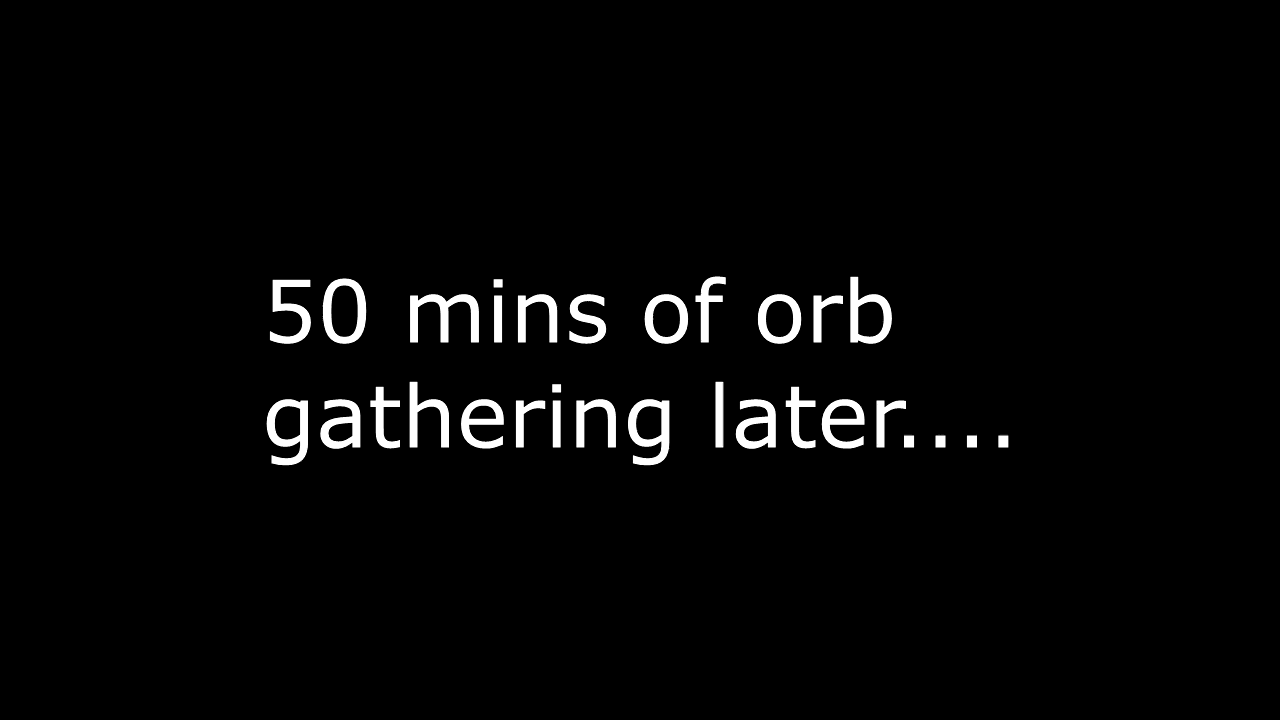 50 mins of orb
gathering later....